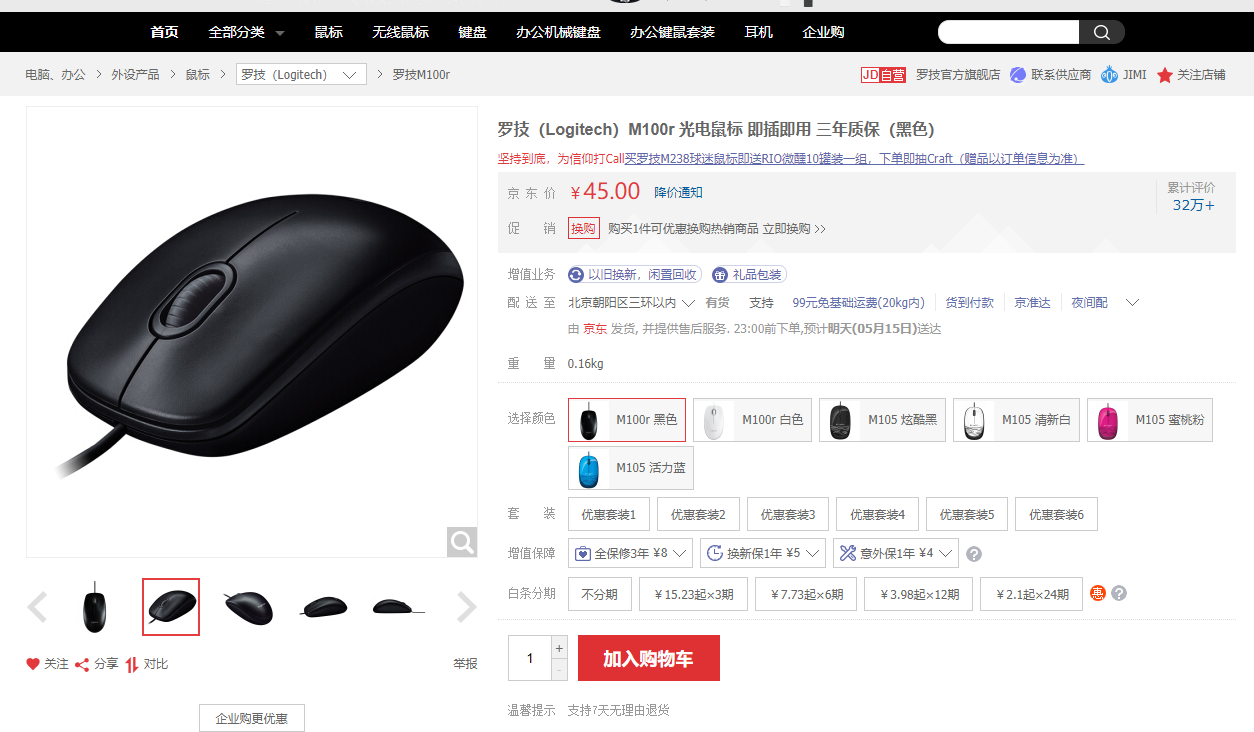 首页 全部分类 鼠标 无线鼠标 键盘 办公机械键盘 办公键鼠套装 耳机 企业购
电脑、办公 > 外设产品 > 鼠标 > 罗技（Logitech） > 罗技M100r JD自营 罗技官方旗舰店 联系供应商 JIMI 关注店铺
罗技（Logitech）M100r 光电鼠标 即插即用 三年质保（黑色）
坚持到底，为信仰打Call买罗技M238球迷鼠标即送RIO微醺10罐装一组，下单即抽Craft（赠品以订单信息为准）
京东价 ￥45.00 降价通知 累计评价
32万+
促销 换购 购买1件可优惠换购热销商品 立即换购 >>
增值业务 以旧换新，闲置回收 礼品包装
配送至 北京朝阳区三环以内 有货 支持 99元免基础运费(20kg内) 货到付款 京准达 夜间配
由 京东 发货, 并提供售后服务. 23:00前下单,预计明天(05月15日)送达
重量 0.16kg
选择颜色 M100r 黑色 M100r 白色 M105 炫酷黑 M105 清新白 M105 蜜桃粉
M105 活力蓝
套装 优惠套装1 优惠套装2 优惠套装3 优惠套装4 优惠套装5 优惠套装6
增值保障 全保修3年 ¥8 换新保1年 ¥5 意外保1年 ¥4 ?
白条分期 不分期 ￥15.23起×3期 ￥7.73起×6期 ￥3.98起×12期 ￥2.1起×24期 惠 ?
1 + - 加入购物车
关注 分享 对比 举报
温馨提示 支持7天无理由退货
企业购更优惠